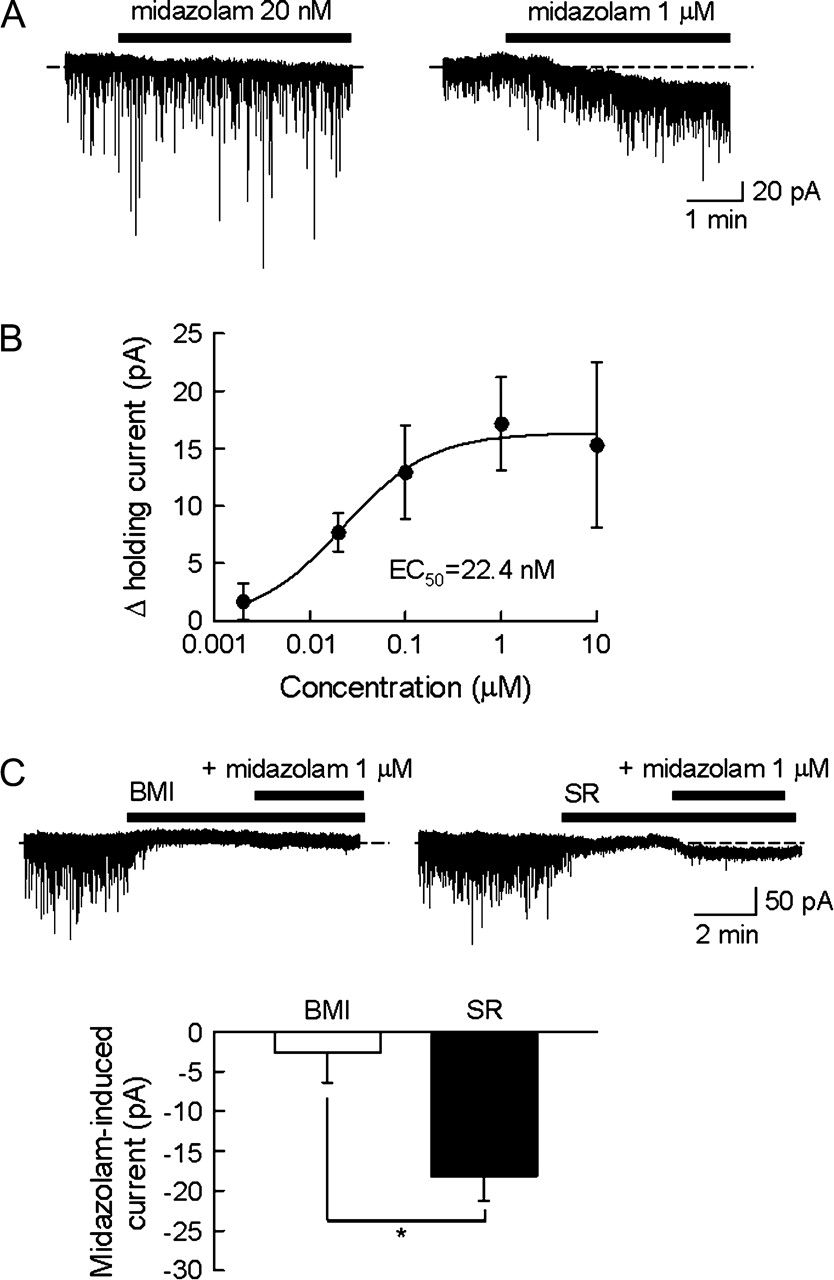 A
midazolam 20 nM
midazolam 1 μM
20 pA
1 min
B
25
20
15
10
5
0
Δ holding current (pA)
EC50=22.4 nM
0.001 0.01 0.1 1 10
Concentration (μM)
C
+ midazolam 1 μM
BMI
+ midazolam 1 μM
SR
50 pA
2 min
BMI SR
0
-5
-10
-15
-20
-25
-30
Midazolam-induced
current (pA)
*